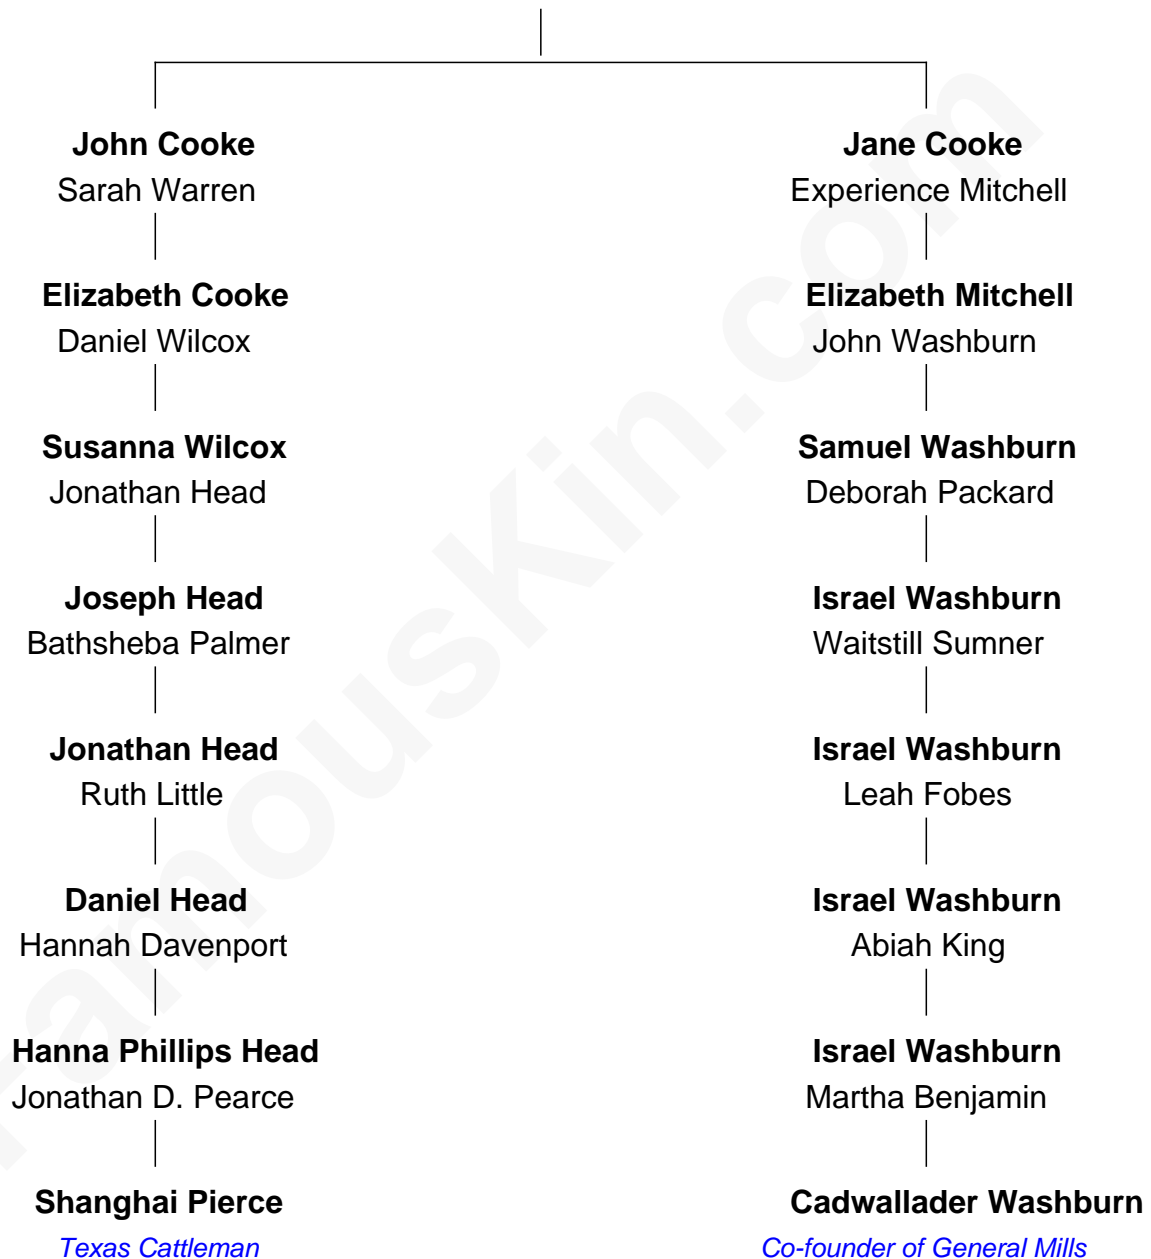 John Cooke
Sarah Warren
Jane Cooke
Experience Mitchell
Elizabeth Cooke
Daniel Wilcox
Elizabeth Mitchell
John Washburn
Susanna Wilcox
Jonathan Head
Samuel Washburn
Deborah Packard
Joseph Head
Bathsheba Palmer
Israel Washburn
Waitstill Sumner
Jonathan Head
Ruth Little
Israel Washburn
Leah Fobes
Daniel Head
Hannah Davenport
Israel Washburn
Abiah King
Hanna Phillips Head
Jonathan D. Pearce
Israel Washburn
Martha Benjamin
Shanghai Pierce
Texas Cattleman
Cadwallader Washburn
Co-founder of General Mills
FamousKin.com